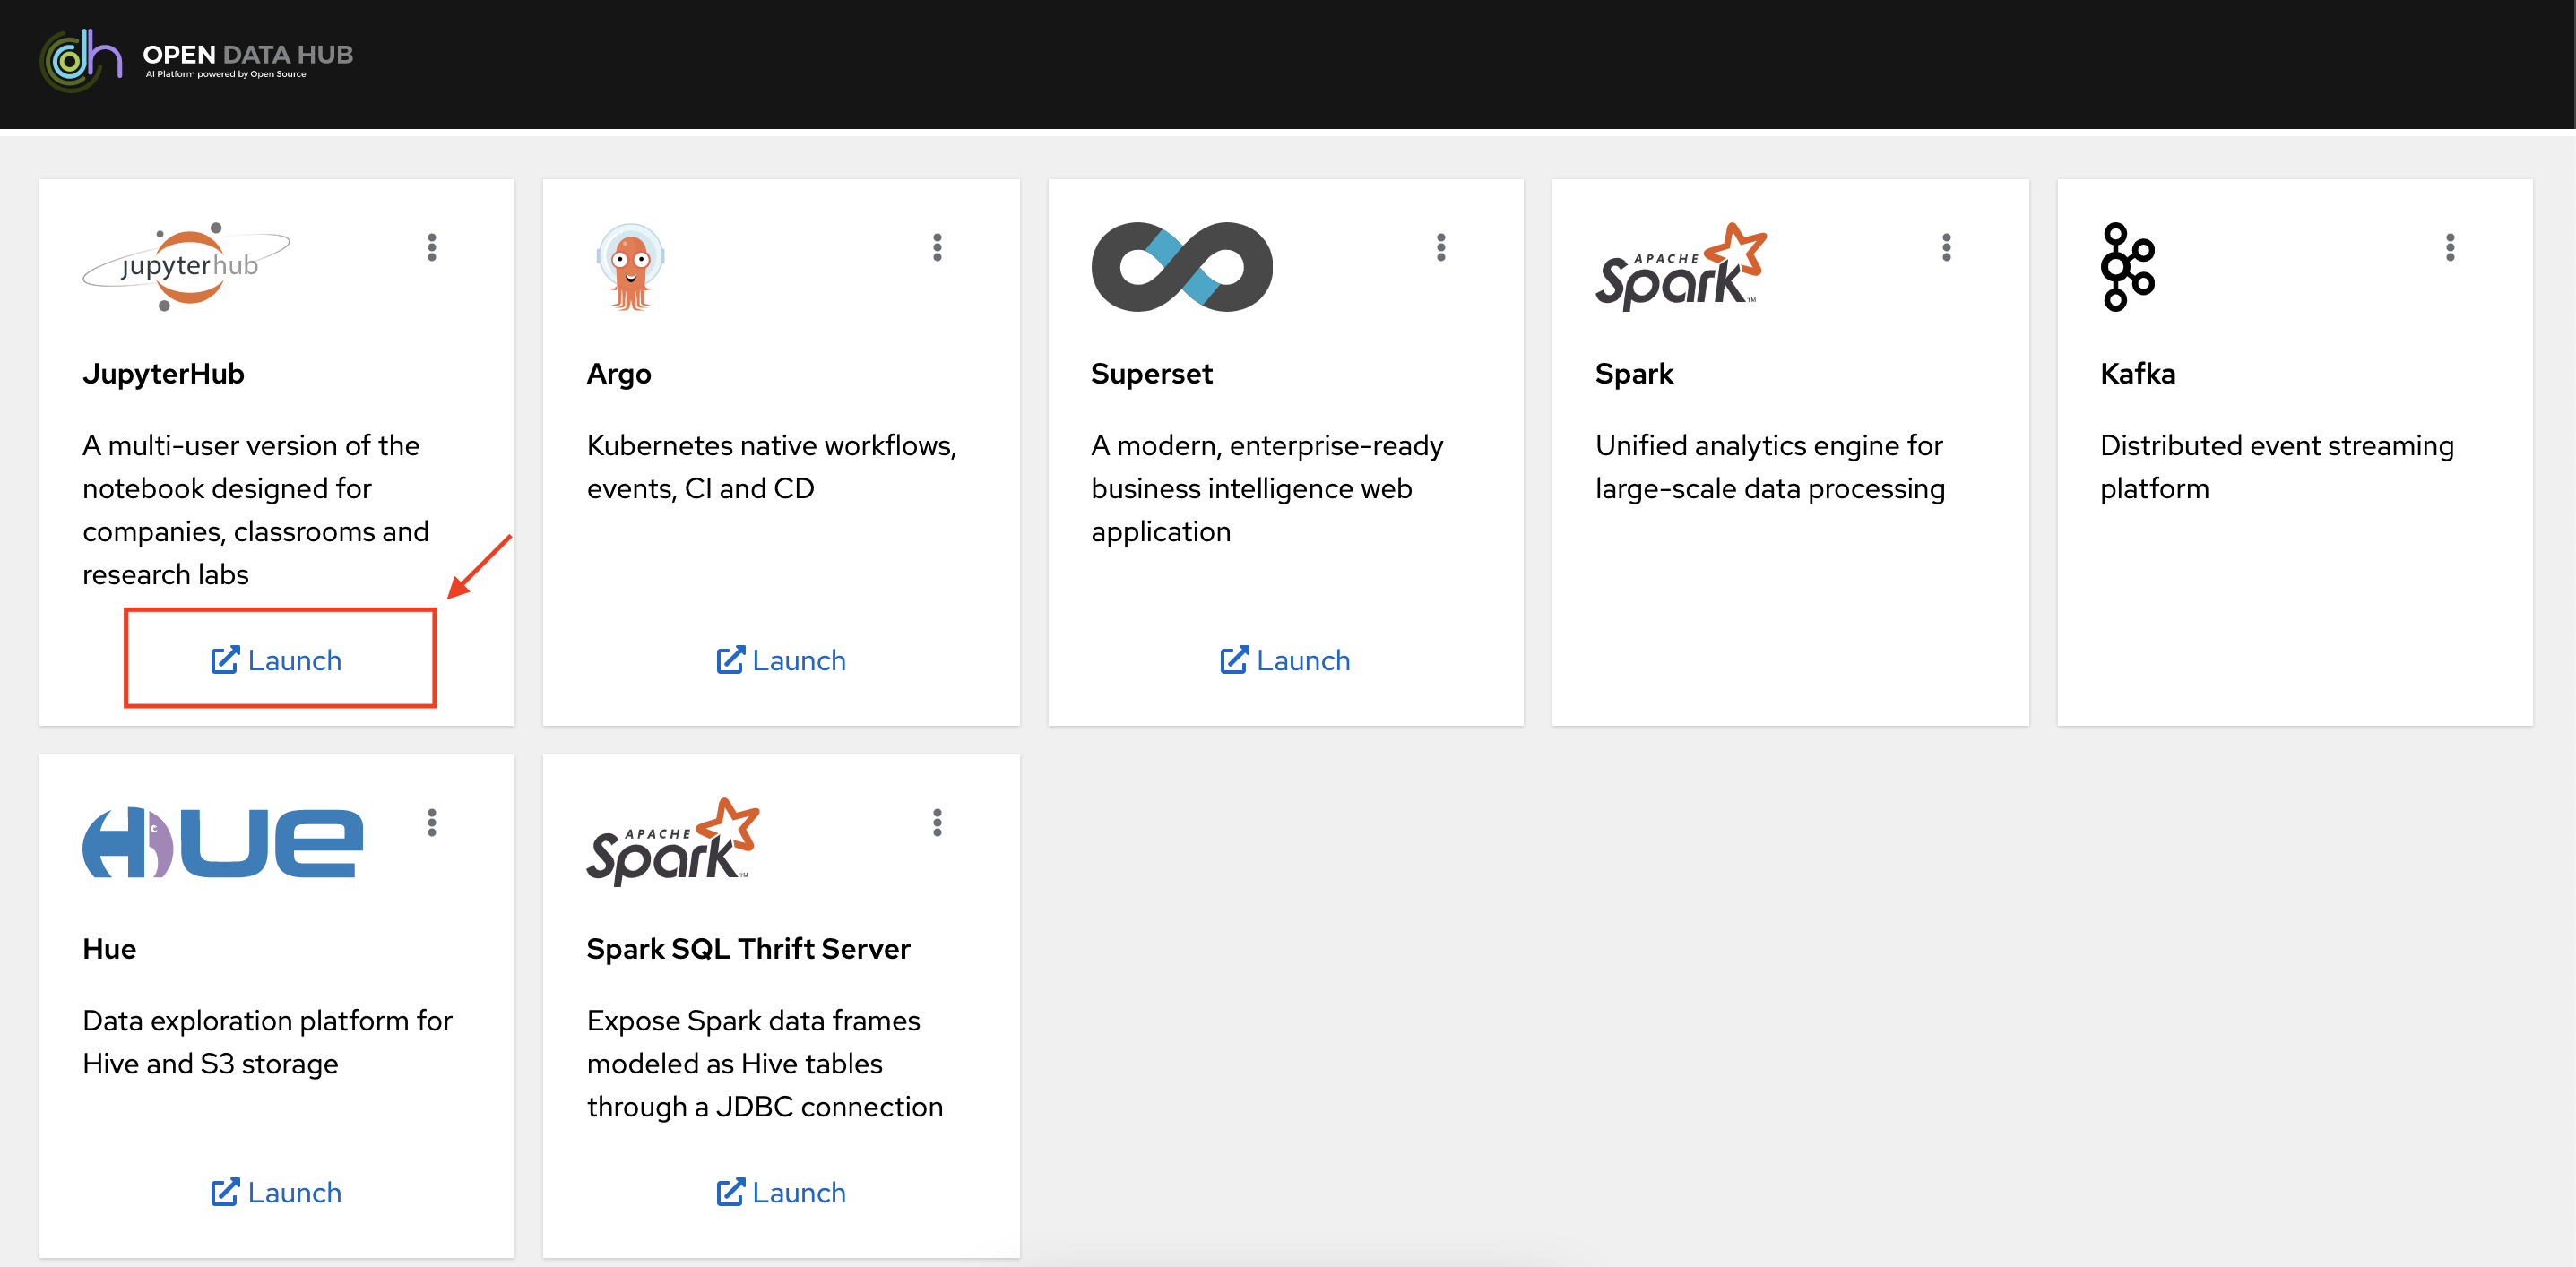 OPEN DATA HUB
AI Platform powered by Open Source
jupyterhub
JupyterHub
A multi-user version of the
notebook designed for
companies, classrooms and
research labs
Launch
Argo
Kubernetes native workflows,
events, CI and CD
Launch
Superset
A modern, enterprise-ready
business intelligence web
application
Launch
APACHE
Spark™
Spark
Unified analytics engine for
large-scale data processing
Kafka
Distributed event streaming
platform
HUE
Hue
Data exploration platform for
Hive and S3 storage
Launch
APACHE
Spark™
Spark SQL Thrift Server
Expose Spark data frames
modeled as Hive tables
through a JDBC connection
Launch